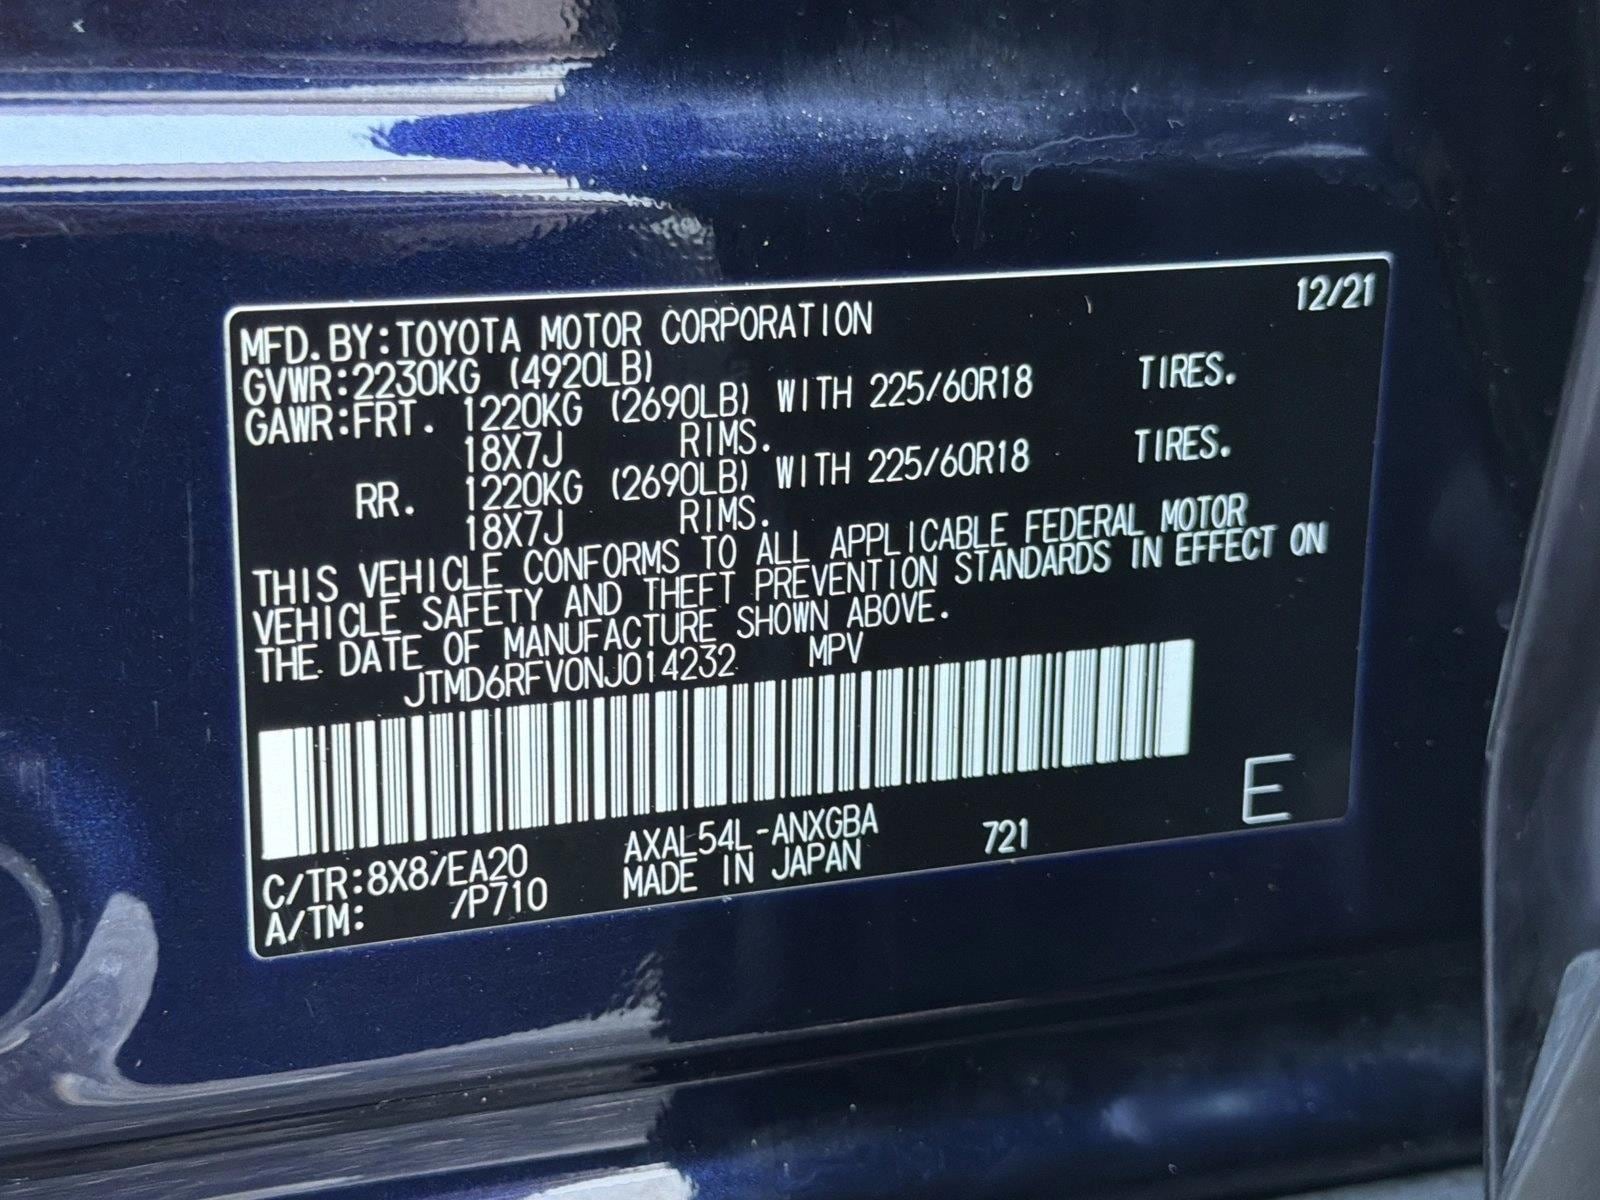 12/21
MFD.BY:TOYOTA MOTOR CORPORATION
GVWR:2230KG (4920LB)
GAWR:FRT. 1220KG (2690LB) WITH 225/60R18 TIRES.
18X7J RIMS.
RR. 1220KG (2690LB) WITH 225/60R18 TIRES.
18X7J RIMS.
THIS VEHICLE CONFORMS TO ALL APPLICABLE FEDERAL MOTOR
VEHICLE SAFETY AND THEFT PREVENTION STANDARDS IN EFFECT ON
THE DATE OF MANUFACTURE SHOWN ABOVE.
JTMD6RFV0NJ014232 MPV
E
C/TR:8X8/EA20 AXAL54L-ANXGBA 721
A/TM: /P710 MADE IN JAPAN